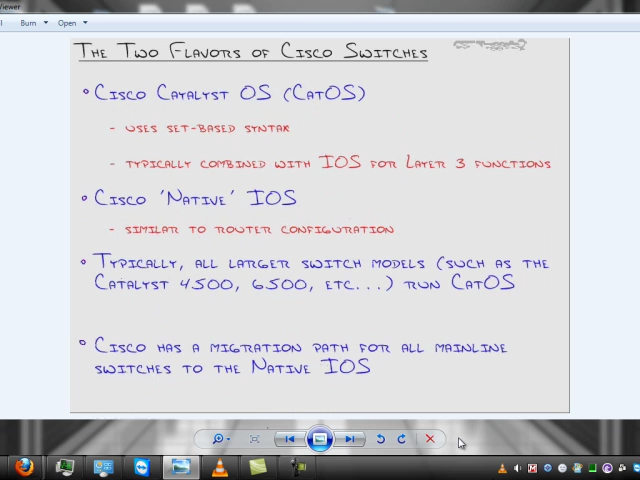 Viewer
Burn
Open
The Two Flavors of Cisco Switches
Cisco Catalyst OS (CatOS)
- uses set-based syntax
- typically combined with IOS for Layer 3 functions
Cisco 'Native' IOS
- similar to router configuration
Typically, all larger switch models (such as the
Catalyst 4500, 6500, etc...) run CatOS
Cisco has a migration path for all mainline
switches to the Native IOS